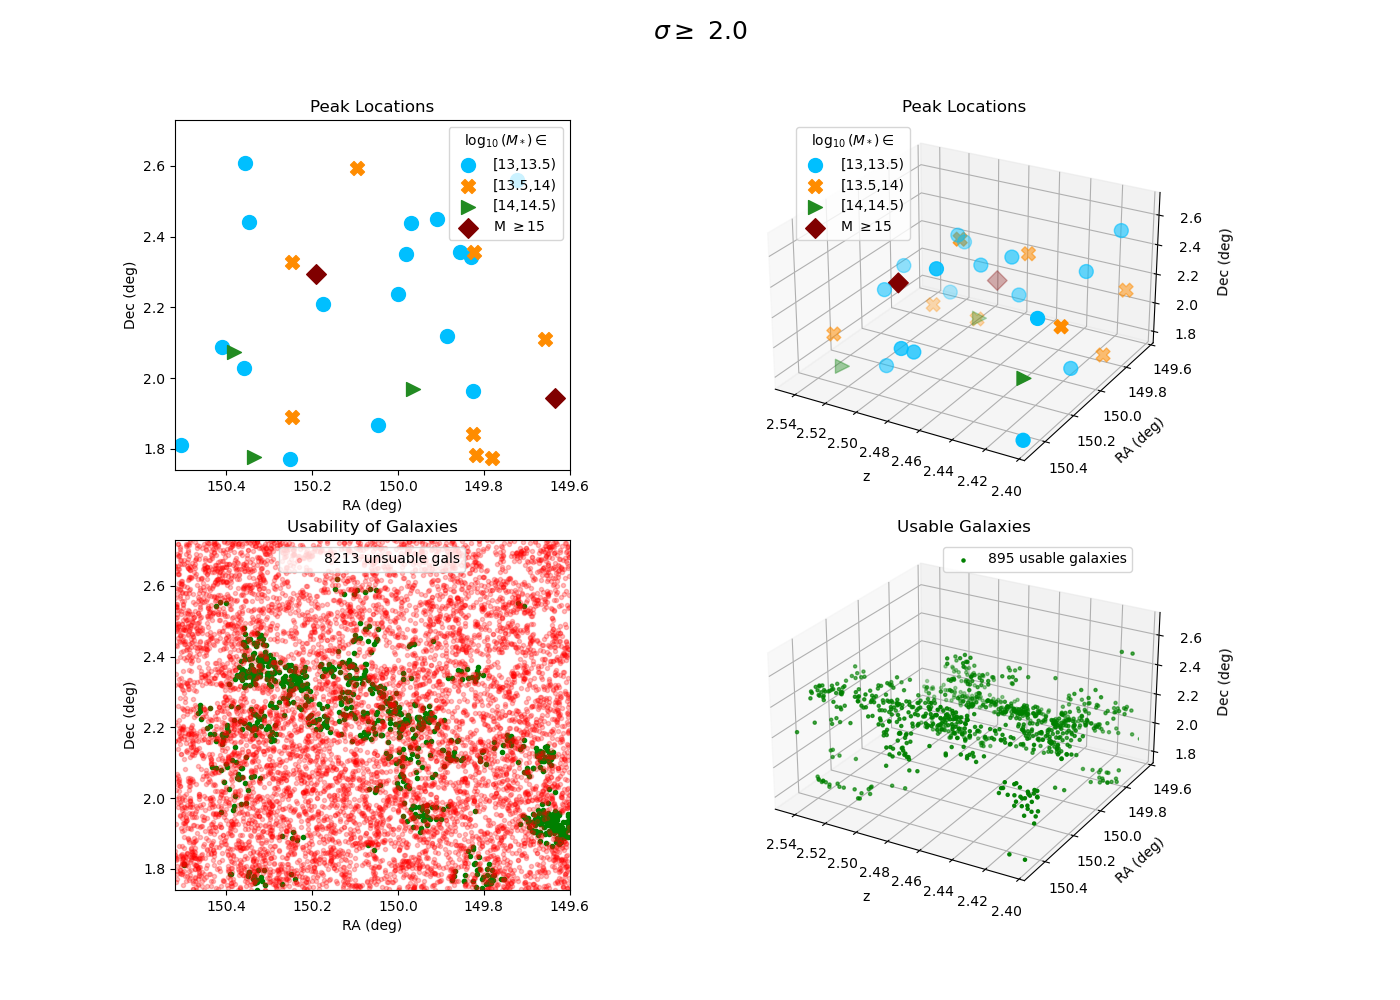 σ ≥ 2.0
Peak Locations
log₁₀(M*) ∈
[13,13.5)
[13.5,14)
[14,14.5)
M ≥15
2.6
2.4
2.2
2.0
1.8
Dec (deg)
150.4 150.2 150.0 149.8 149.6
RA (deg)
Peak Locations
log₁₀(M*) ∈
[13,13.5)
[13.5,14)
[14,14.5)
M ≥15
2.6
2.4
2.2
2.0
1.8
Dec (deg)
149.6
149.8
150.0
150.2
150.4
RA (deg)
2.54 2.52 2.50 2.48 2.46 2.44 2.42 2.40
z
Usability of Galaxies
8213 unsuable gals
2.6
2.4
2.2
2.0
1.8
Dec (deg)
150.4 150.2 150.0 149.8 149.6
RA (deg)
Usable Galaxies
895 usable galaxies
2.6
2.4
2.2
2.0
1.8
Dec (deg)
149.6
149.8
150.0
150.2
150.4
RA (deg)
2.54 2.52 2.50 2.48 2.46 2.44 2.42 2.40
z